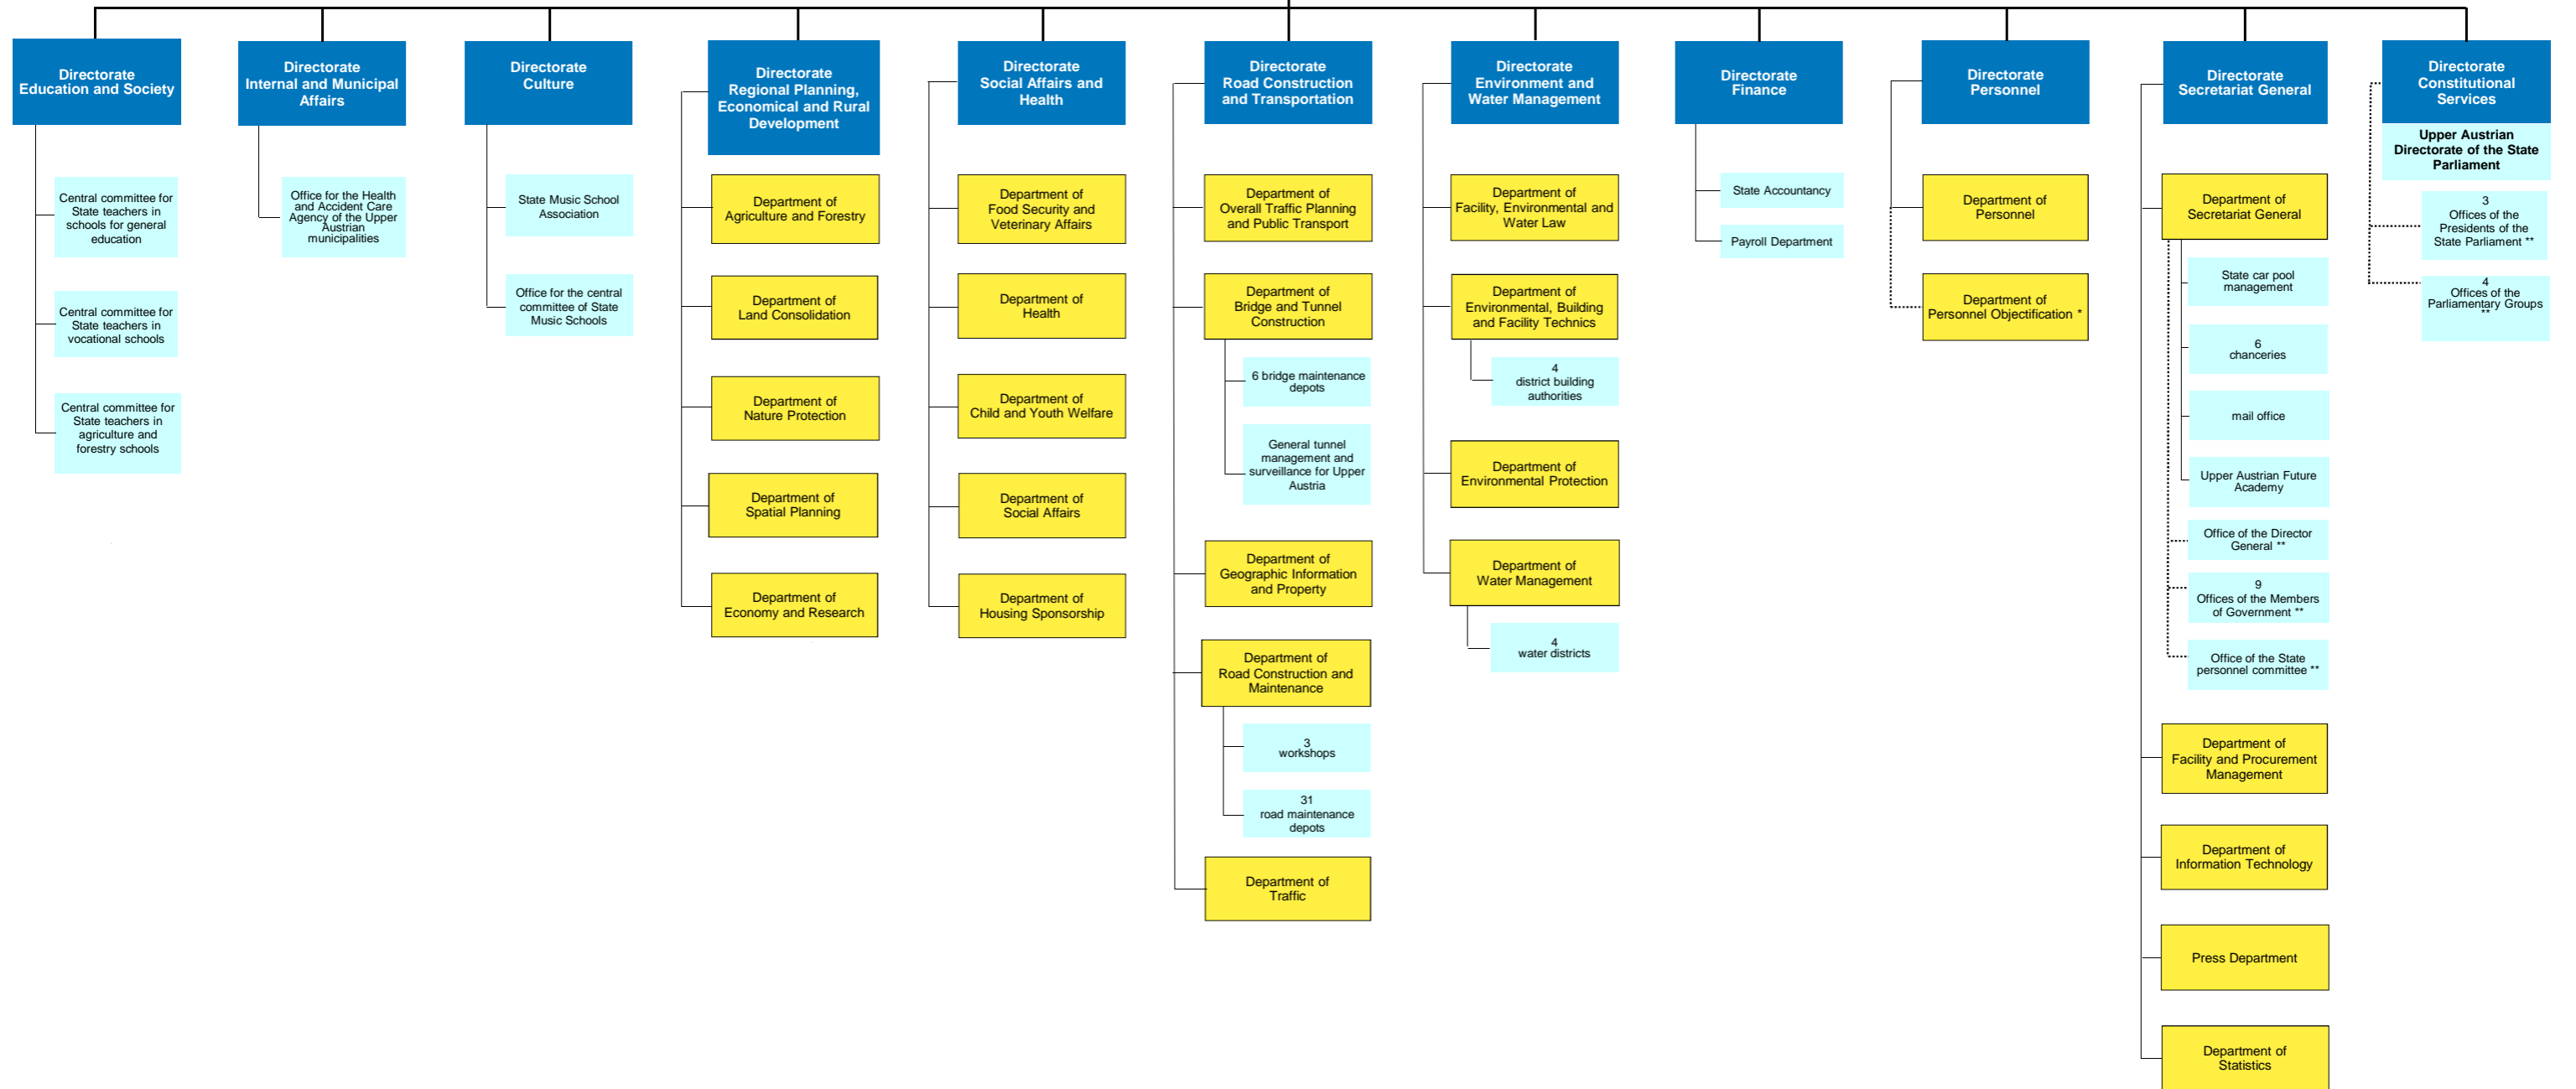 Directorate
Education and Society
Central committee for
State teachers in
schools for general
education
Central committee for
State teachers in
vocational schools
Central committee for
State teachers in
agriculture and
forestry schools
Directorate
Internal and Municipal
Affairs
Office for the Health
and Accident Care
Agency of the Upper
Austrian
municipalities
Directorate
Culture
State Music School
Association
Office for the central
committee of State
Music Schools
Directorate
Regional Planning,
Economical and Rural
Development
Department of
Agriculture and Forestry
Department of
Land Consolidation
Department of
Nature Protection
Department of
Spatial Planning
Department of
Economy and Research
Directorate
Social Affairs and
Health
Department of
Food Security and
Veterinary Affairs
Department of
Health
Department of
Child and Youth Welfare
Department of
Social Affairs
Department of
Housing Sponsorship
Directorate
Road Construction
and Transportation
Department of
Overall Traffic Planning
and Public Transport
Department of
Bridge and Tunnel
Construction
6 bridge maintenance
depots
General tunnel
management and
surveillance for Upper
Austria
Department of
Geographic Information
and Property
Department of
Road Construction and
Maintenance
3
workshops
31
road maintenance
depots
Department of
Traffic
Directorate
Environment and
Water Management
Department of
Facility, Environmental and
Water Law
Department of
Environmental, Building
and Facility Technics
4
district building
authorities
Department of
Environmental Protection
Department of
Water Management
4
water districts
Directorate
Finance
State Accountancy
Payroll Department
Directorate
Personnel
Department of
Personnel
Department of
Personnel Objectification *
Directorate
Secretariat General
Department of
Secretariat General
State car pool
management
6
chanceries
mail office
Upper Austrian Future
Academy
Office of the Director
General **
9
Offices of the Members
of Government **
Office of the State
personnel committee **
Department of
Facility and Procurement
Management
Department of
Information Technology
Press Department
Department of
Statistics
Directorate
Constitutional
Services
Upper Austrian
Directorate of the State
Parliament
3
Offices of the
Presidents of the
State Parliament **
4
Offices of the
Parliamentary Groups
**